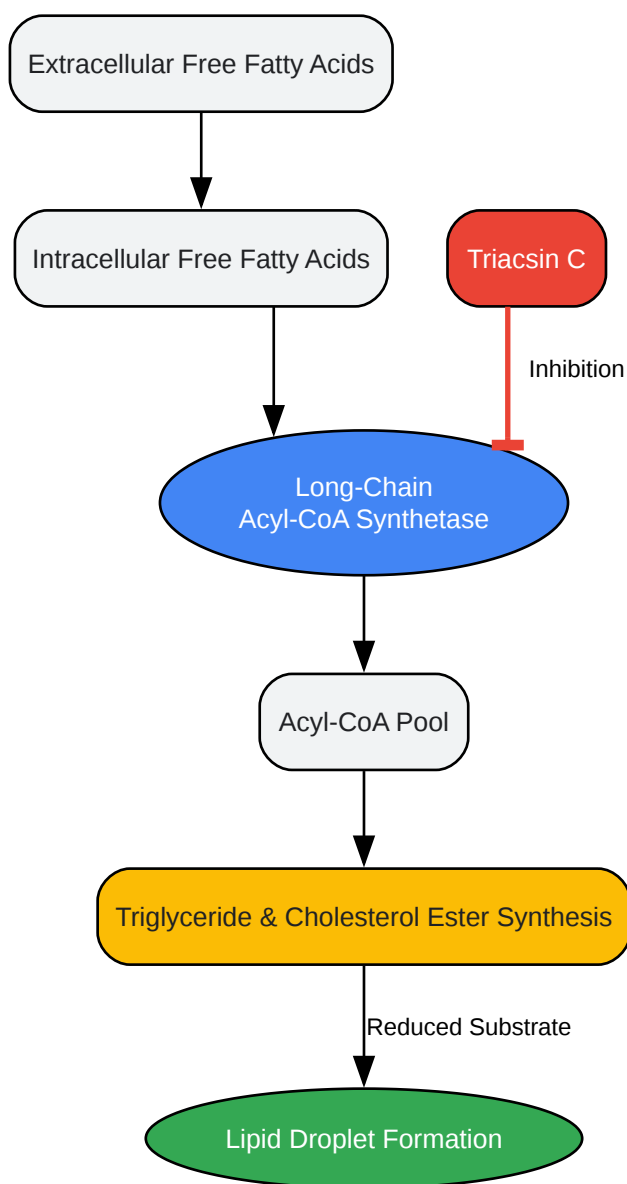 Extracellular Free Fatty Acids
Intracellular Free Fatty Acids
Triacsin C
Inhibition
Long-Chain
Acyl-CoA Synthetase
Acyl-CoA Pool
Triglyceride & Cholesterol Ester Synthesis
Reduced Substrate
Lipid Droplet Formation